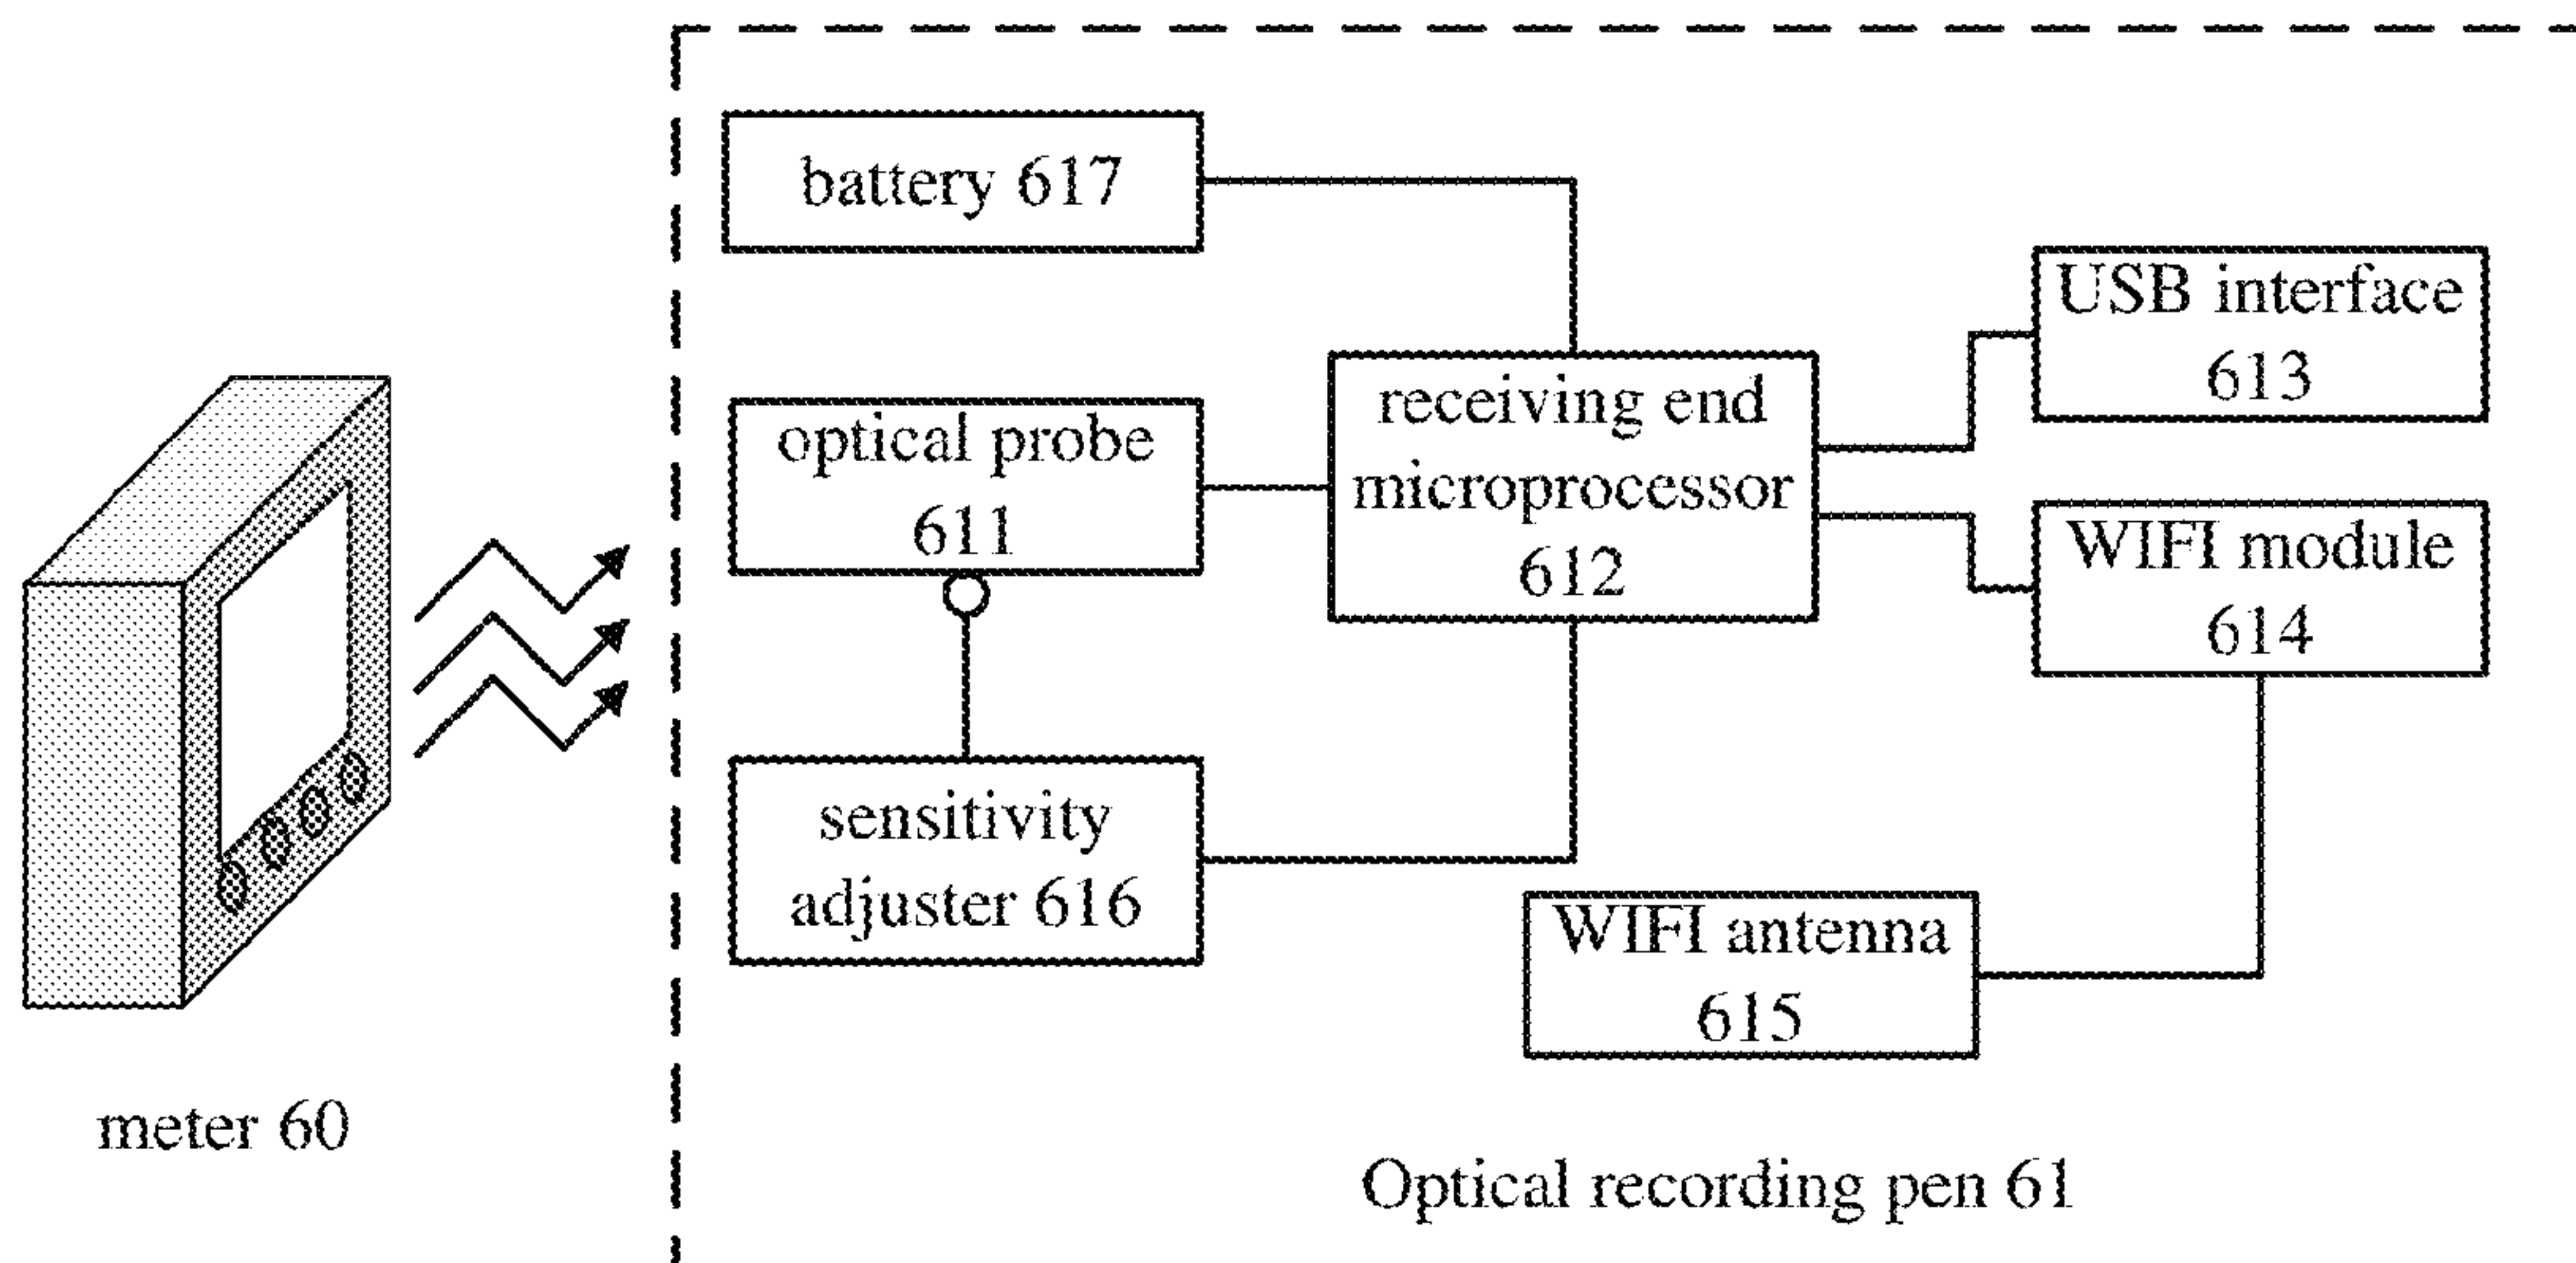 battery 617
USB interface
613
optical probe
611
receiving end
microprocessor
612
WIFI module
614
sensitivity
adjuster 616
WIFI antenna
615
meter 60
Optical recording pen 61